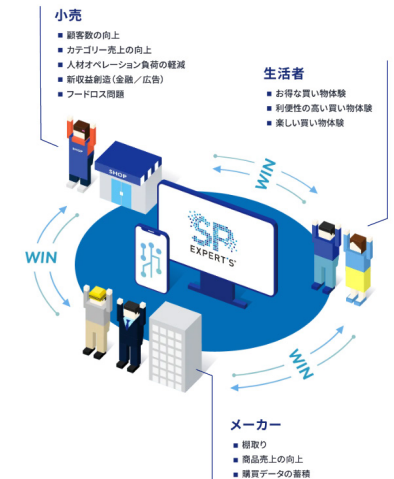 小売
■ 顧客数の向上
■ カテゴリー売上の向上
■ 人材オペレーション負荷の軽減
■ 新収益創造（金融／広告）
■ フードロス問題
生活者
■ お得な買い物体験
■ 利便性の高い買い物体験
■ 楽しい買い物体験
SHOP
SHOP
WIN
SP
EXPERT'S
WIN
WIN
メーカー
■ 棚取り
■ 商品売上の向上
■ 購買データの蓄積